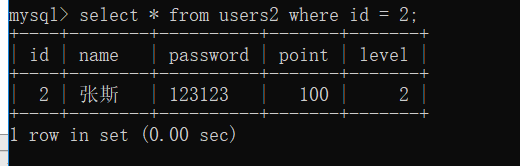 mysql> select * from users2 where id = 2;
+----+--------+----------+-------+-------+
| id | name   | password | point | level |
+----+--------+----------+-------+-------+
|  2 | 张斯   | 123123   |   100 |     2 |
+----+--------+----------+-------+-------+
1 row in set (0.00 sec)